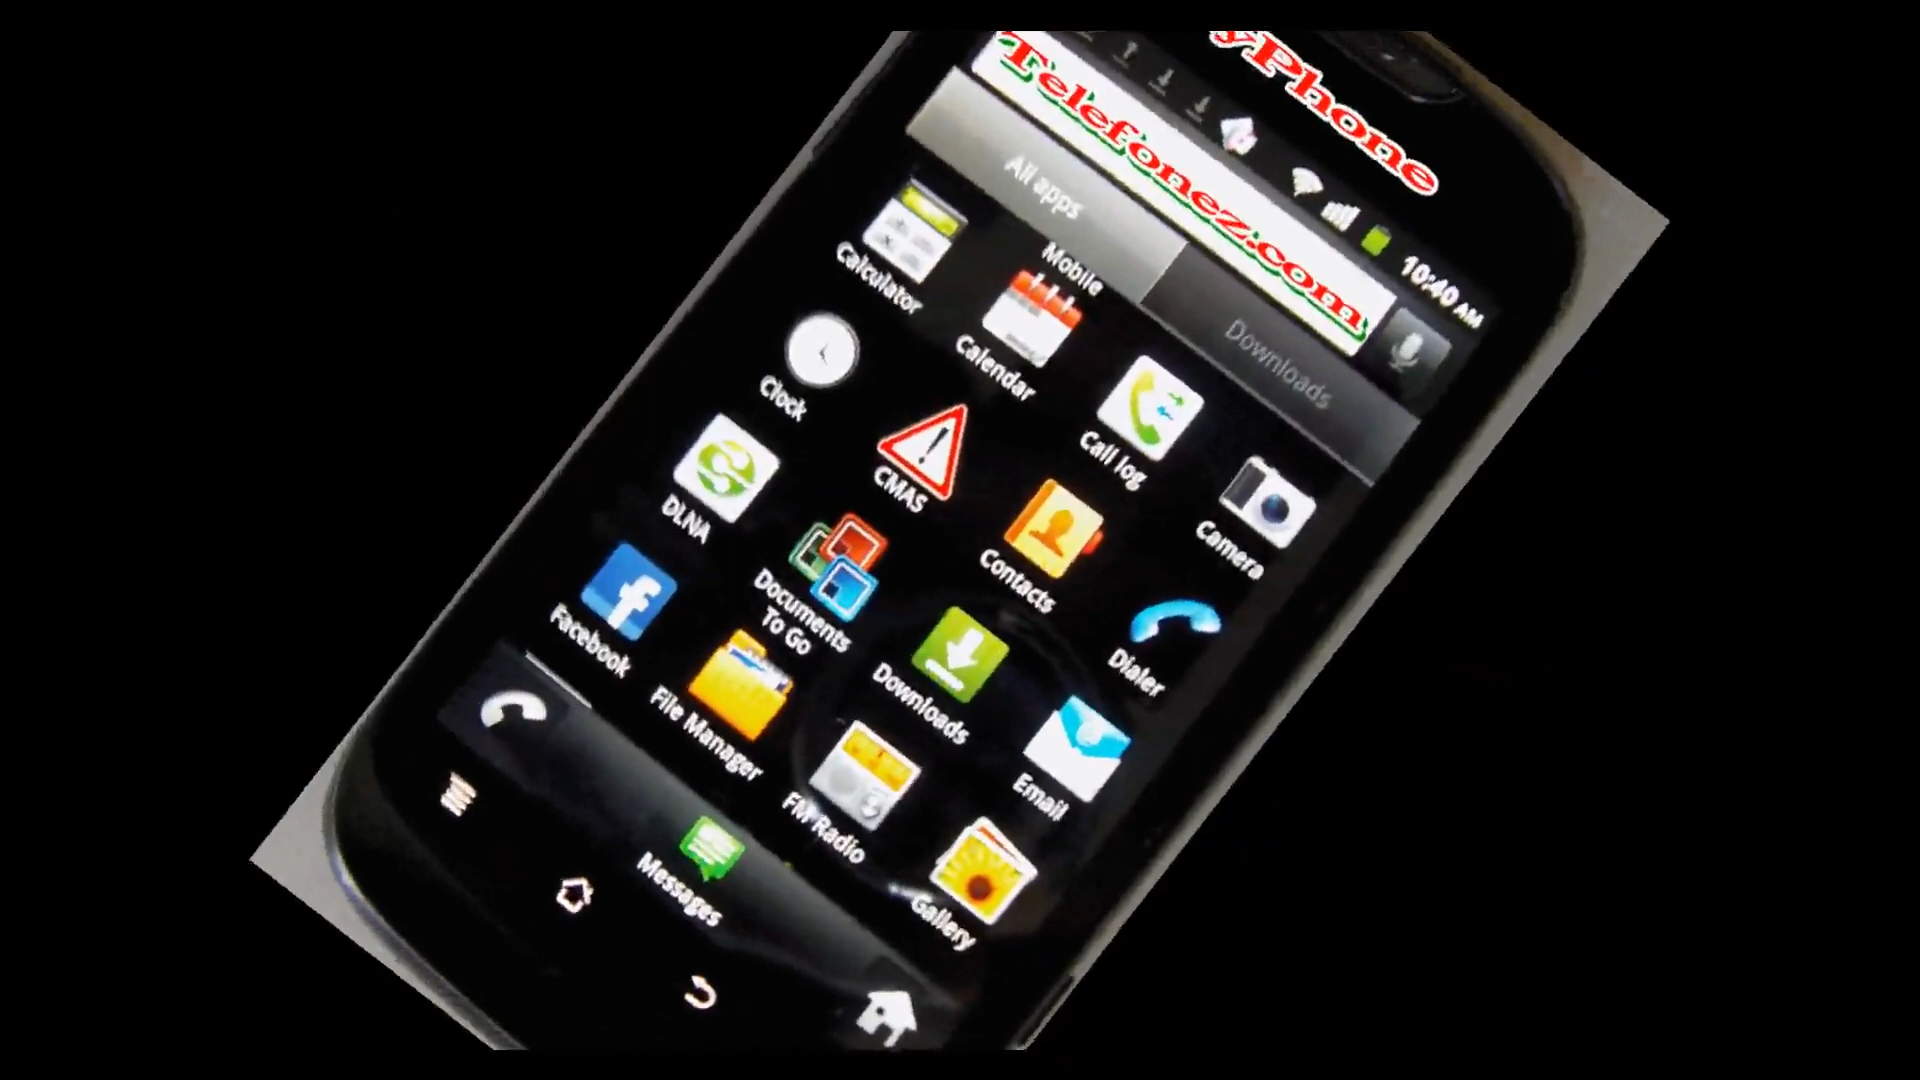 yPhone
Telefonez.com
10:40 AM
All apps
Downloads
Mobile
Calculator
Calendar
Call log
Camera
Clock
CMAS
Contacts
Dialer
DLNA
Documents
To Go
Downloads
Email
Facebook
File Manager
FM Radio
Gallery
Messages